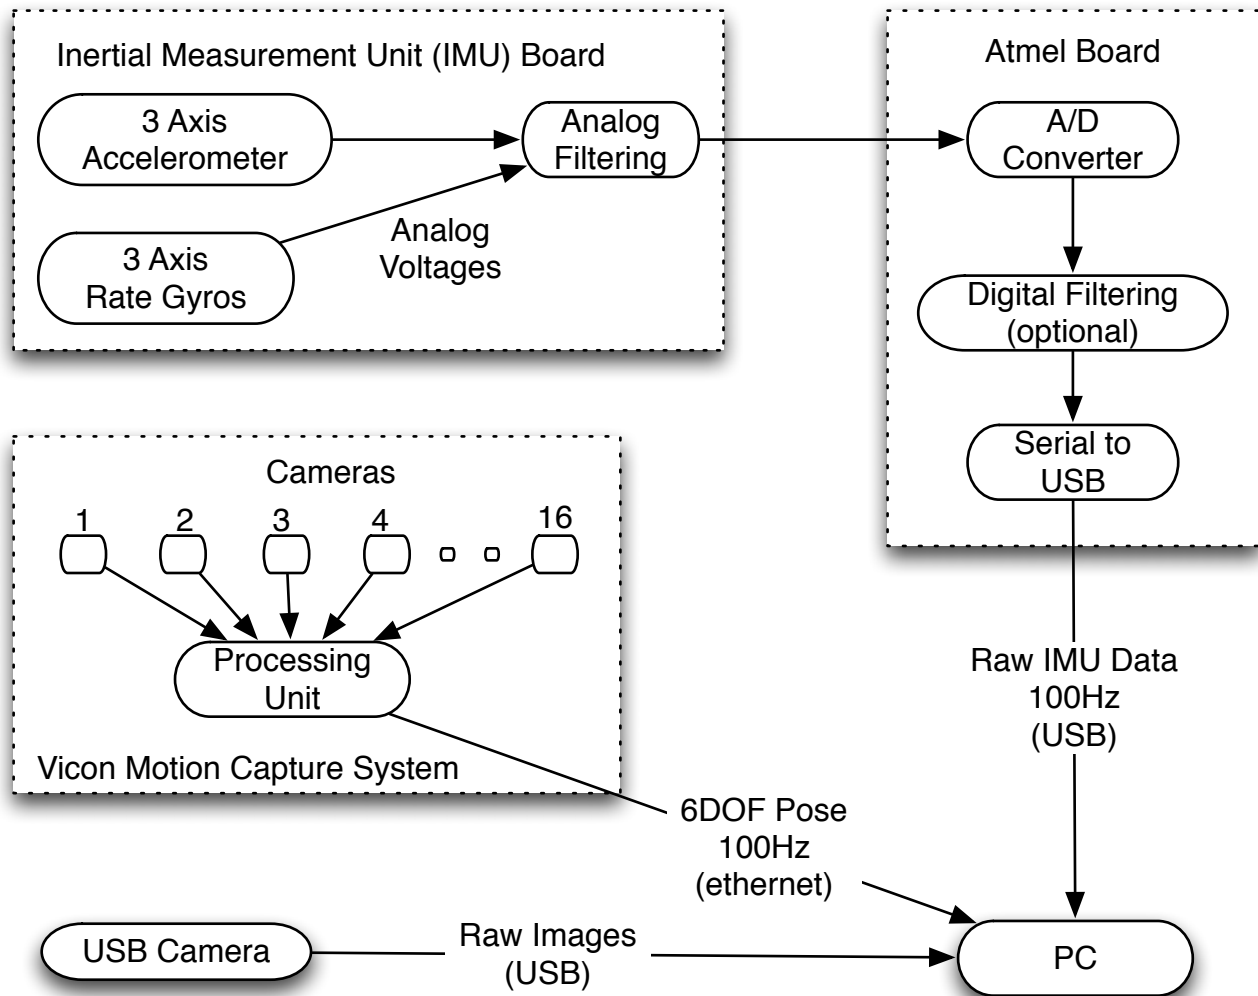 Inertial Measurement Unit (IMU) Board
3 Axis
Accelerometer
Analog
Filtering
3 Axis
Rate Gyros
Analog
Voltages
Atmel Board
A/D
Converter
Digital Filtering
(optional)
Serial to
USB
Cameras
1 2 3 4 16
Processing
Unit
Vicon Motion Capture System
Raw IMU Data
100Hz
(USB)
6DOF Pose
100Hz
(ethernet)
USB Camera
Raw Images
(USB)
PC